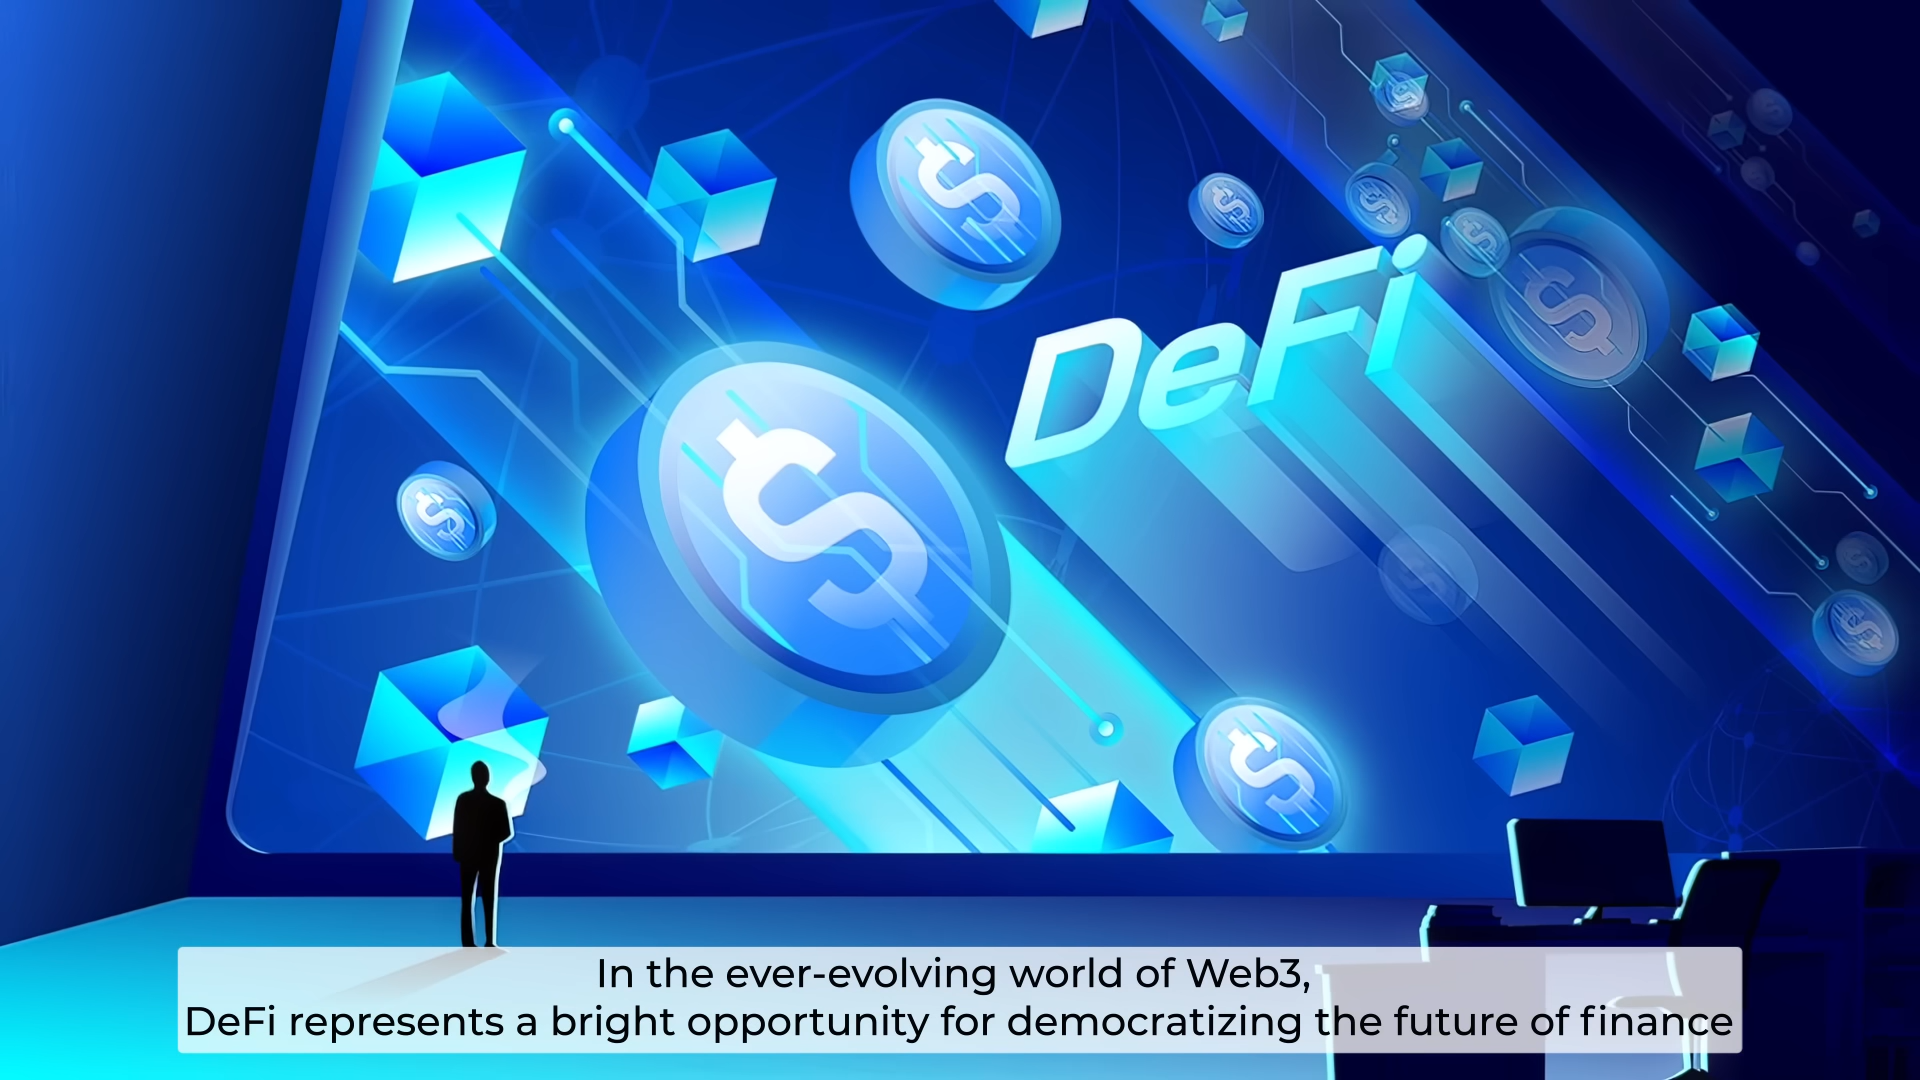 DeFi
In the ever-evolving world of Web3,
DeFi represents a bright opportunity for democratizing the future of finance